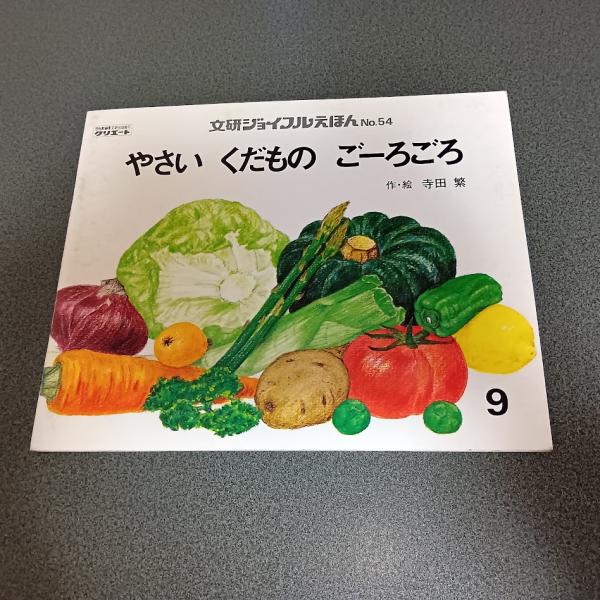 クリエート
文研ジョイフルえほん No.54
やさい くだもの ごーろごろ
作・絵 寺田 繁
9